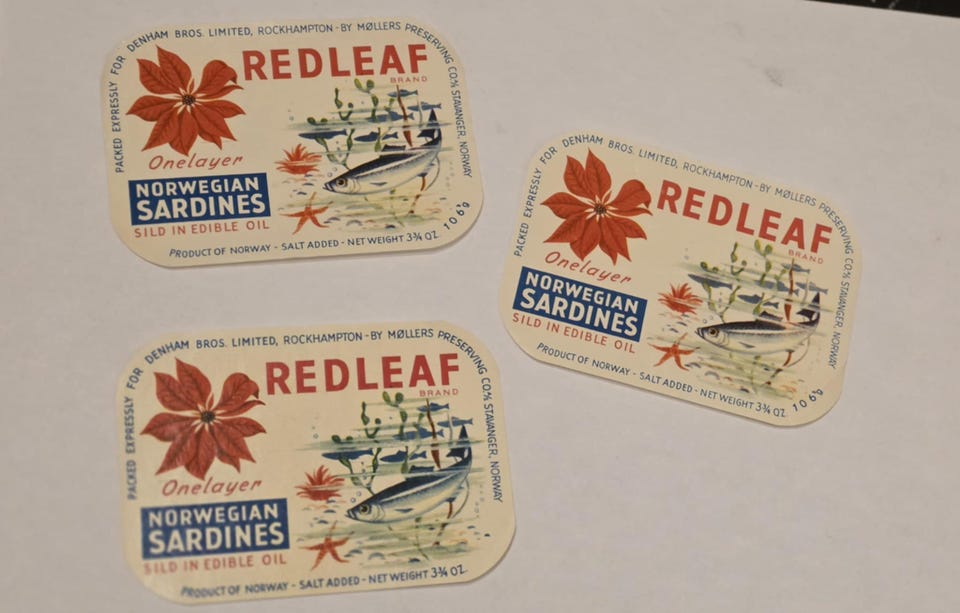 PACKED EXPRESSLY FOR DENHAM BROS. LIMITED, ROCKHAMPTON - BY MØLLERS PRESERVING CO% STAVANGER, NORWAY
REDLEAF
BRAND
Onelayer
NORWEGIAN
SARDINES
SILD IN EDIBLE OIL
PRODUCT OF NORWAY - SALT ADDED - NET WEIGHT 3¾ OZ. 106g
PACKED EXPRESSLY FOR DENHAM BROS. LIMITED, ROCKHAMPTON - BY MØLLERS PRESERVING CO% STAVANGER, NORWAY
REDLEAF
BRAND
Onelayer
NORWEGIAN
SARDINES
SILD IN EDIBLE OIL
PRODUCT OF NORWAY - SALT ADDED - NET WEIGHT 3¾ OZ. 106g
PACKED EXPRESSLY FOR DENHAM BROS. LIMITED, ROCKHAMPTON - BY MØLLERS PRESERVING CO% STAVANGER, NORWAY
REDLEAF
BRAND
Onelayer
NORWEGIAN
SARDINES
SILD IN EDIBLE OIL
PRODUCT OF NORWAY - SALT ADDED - NET WEIGHT 3¾ OZ.